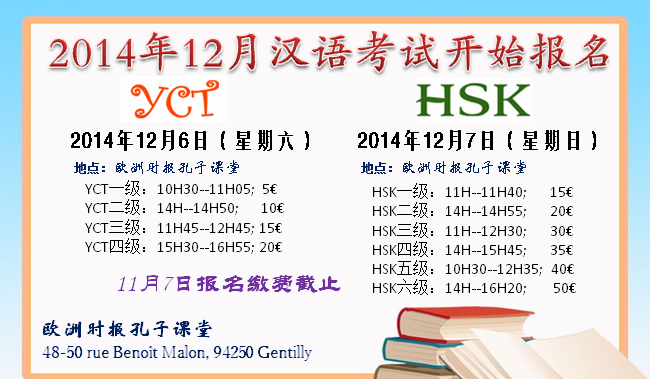 2014年12月汉语考试开始报名
YCT
2014年12月6日（星期六）
地点：欧洲时报孔子课堂
YCT一级：10H30--11H05; 5€
YCT二级：14H--14H50; 10€
YCT三级：11H45--12H45; 15€
YCT四级：15H30--16H55; 20€
HSK
2014年12月7日（星期日）
地点：欧洲时报孔子课堂
HSK一级：11H--11H40; 15€
HSK二级：14H--14H55; 20€
HSK三级：11H--12H30; 30€
HSK四级：14H--15H45; 35€
HSK五级：10H30--12H35; 40€
HSK六级：14H--16H20; 50€
11月7日报名缴费截止
欧洲时报孔子课堂
48-50 rue Benoît Malon, 94250 Gentilly